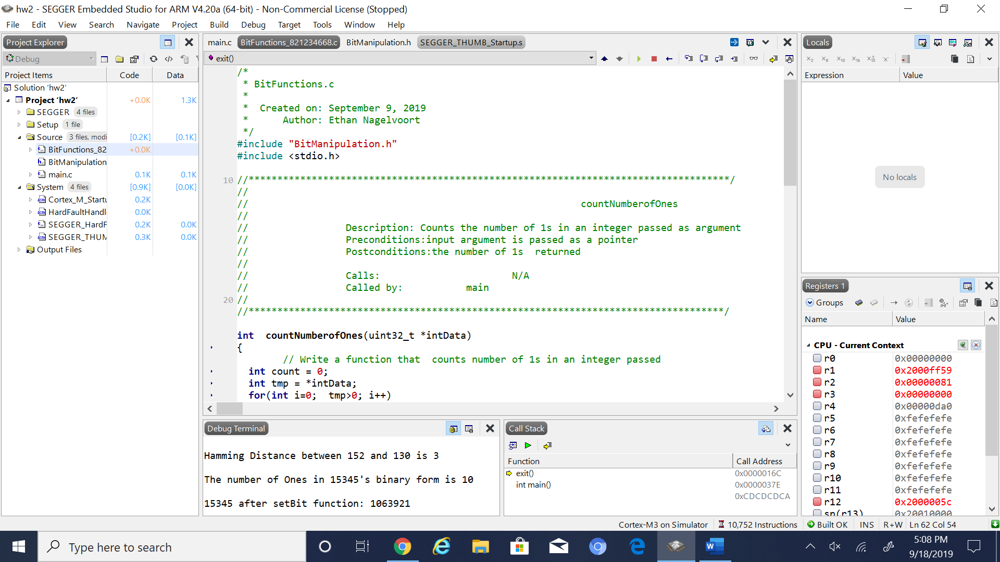 hw2 - SEGGER Embedded Studio for ARM V4.20a (64-bit) - Non-Commercial License (Stopped)
File Edit View Search Navigate Project Build Debug Target Tools Window Help
Project Explorer
Debug
Project Items Code Data
Solution 'hw2'
Project 'hw2' +0.0K 1.3K
SEGGER 4 files
Setup 1 file
Source 3 files, modi [0.2K] [0.1K]
BitFunctions_82 +0.0K
BitManipulation
main.c 0.1K 0.1K
System 4 files [0.9K] [0.0K]
Cortex_M_Startu 0.2K
HardFaultHandl 0.0K
SEGGER_HardF 0.2K 0.0K
SEGGER_THUM 0.3K 0.0K
Output Files
main.c BitFunctions_821234668.c BitManipulation.h SEGGER_THUMB_Startup.s
exit()
/*
* BitFunctions.c
*
* Created on: September 9, 2019
* Author: Ethan Nagelvoort
*/
#include "BitManipulation.h"
#include <stdio.h>
10 //************************************************************************************/
//
// countNumberofOnes
//
// Description: Counts the number of 1s in an integer passed as argument
// Preconditions:input argument is passed as a pointer
// Postconditions:the number of 1s  returned
//
// Calls: N/A
// Called by: main
20 //
//***********************************************************************************/
int  countNumberofOnes(uint32_t *intData)
{
// Write a function that  counts number of 1s in an integer passed
int count = 0;
int tmp = *intData;
for(int i=0;  tmp>0; i++)
Debug Terminal
Hamming Distance between 152 and 130 is 3
The number of Ones in 15345's binary form is 10
15345 after setBit function: 1063921
Call Stack
Function Call Address
exit() 0x0000016C
int main() 0x0000037E
0xCDCDCDCA
Locals
x2 x8 x10 x16 x±10 'x'
Expression Value
No locals
Registers 1
Groups
Name Value
CPU - Current Context
r0 0x00000000
r1 0x2000ff59
r2 0x00000081
r3 0x00000000
r4 0x00000da0
r5 0xfefefefe
r6 0xfefefefe
r7 0xfefefefe
r8 0xfefefefe
r9 0xfefefefe
r10 0xfefefefe
r11 0xfefefefe
r12 0x2000005c
sp(r13) 0x20010000
Cortex-M3 on Simulator 10,752 Instructions Built OK INS R+W Ln 62 Col 54
Type here to search
5:08 PM
9/18/2019